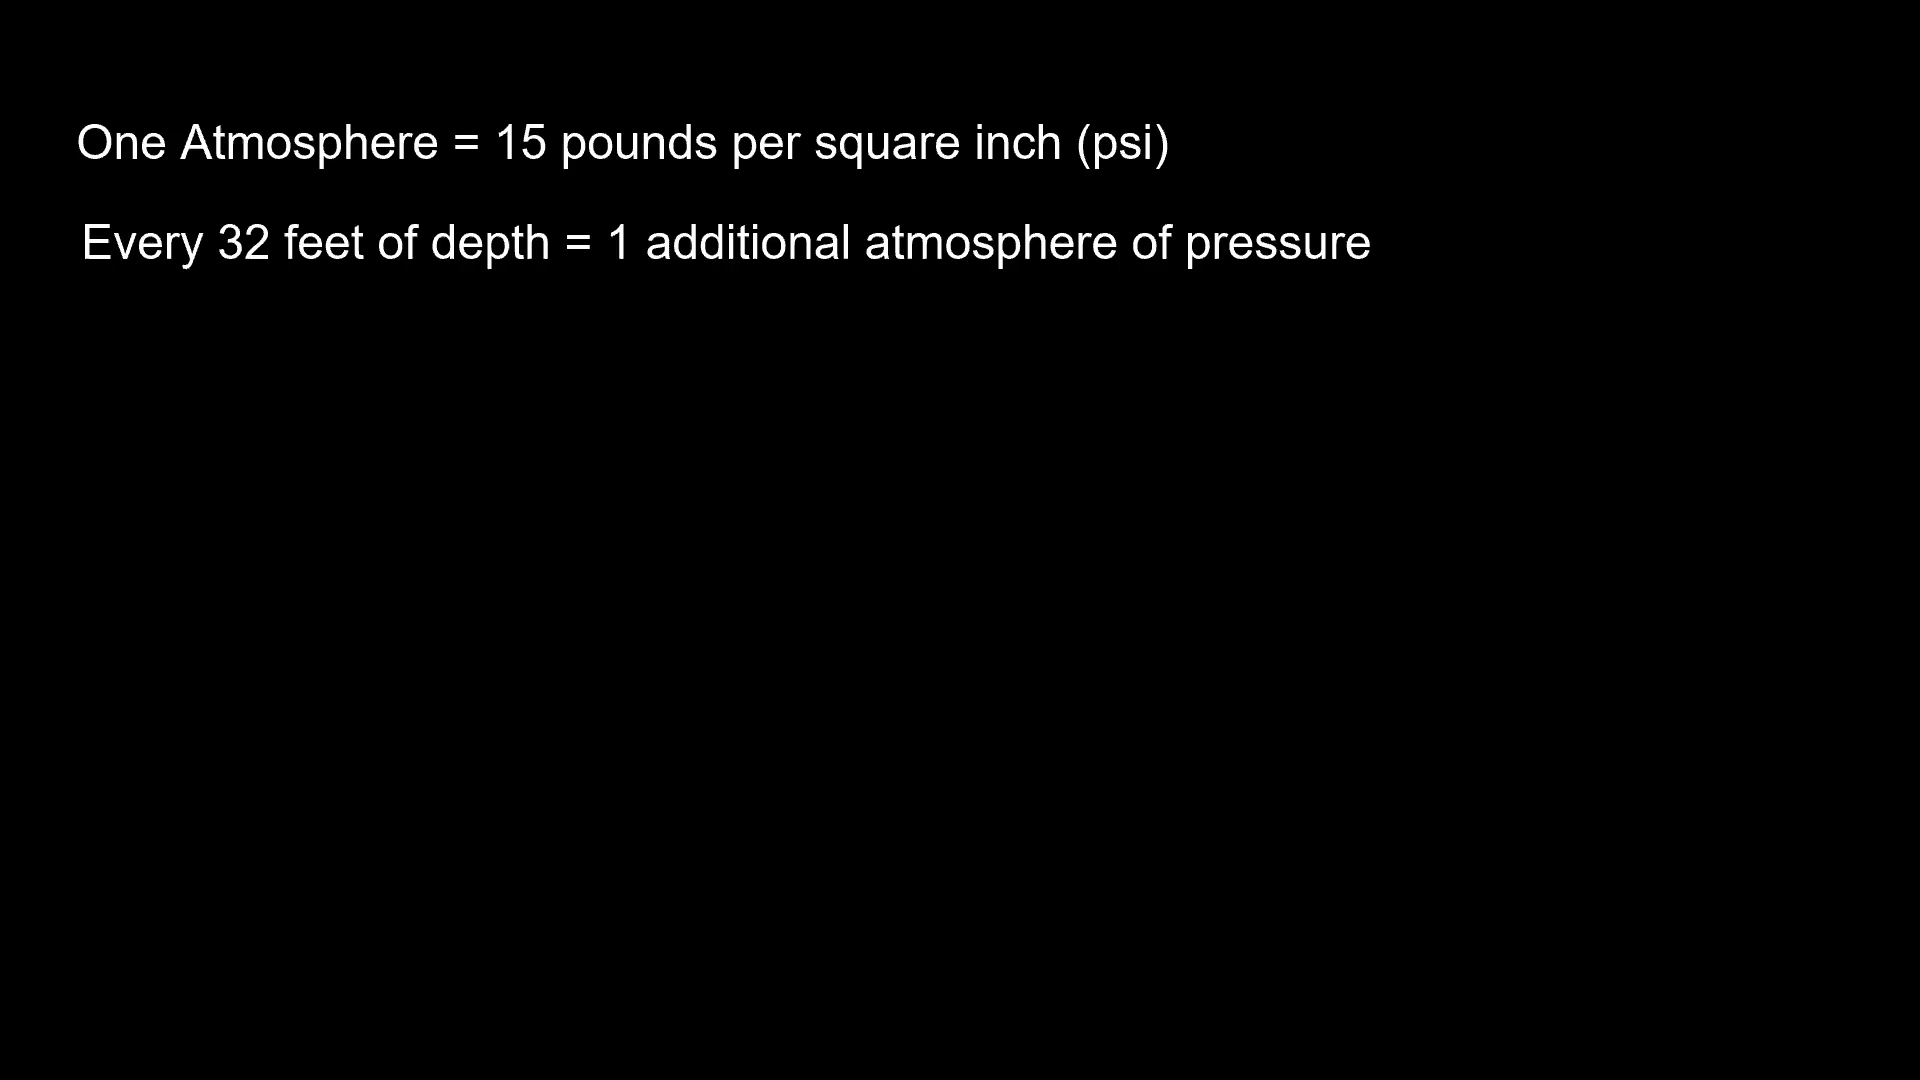 One Atmosphere = 15 pounds per square inch (psi)
Every 32 feet of depth = 1 additional atmosphere of pressure